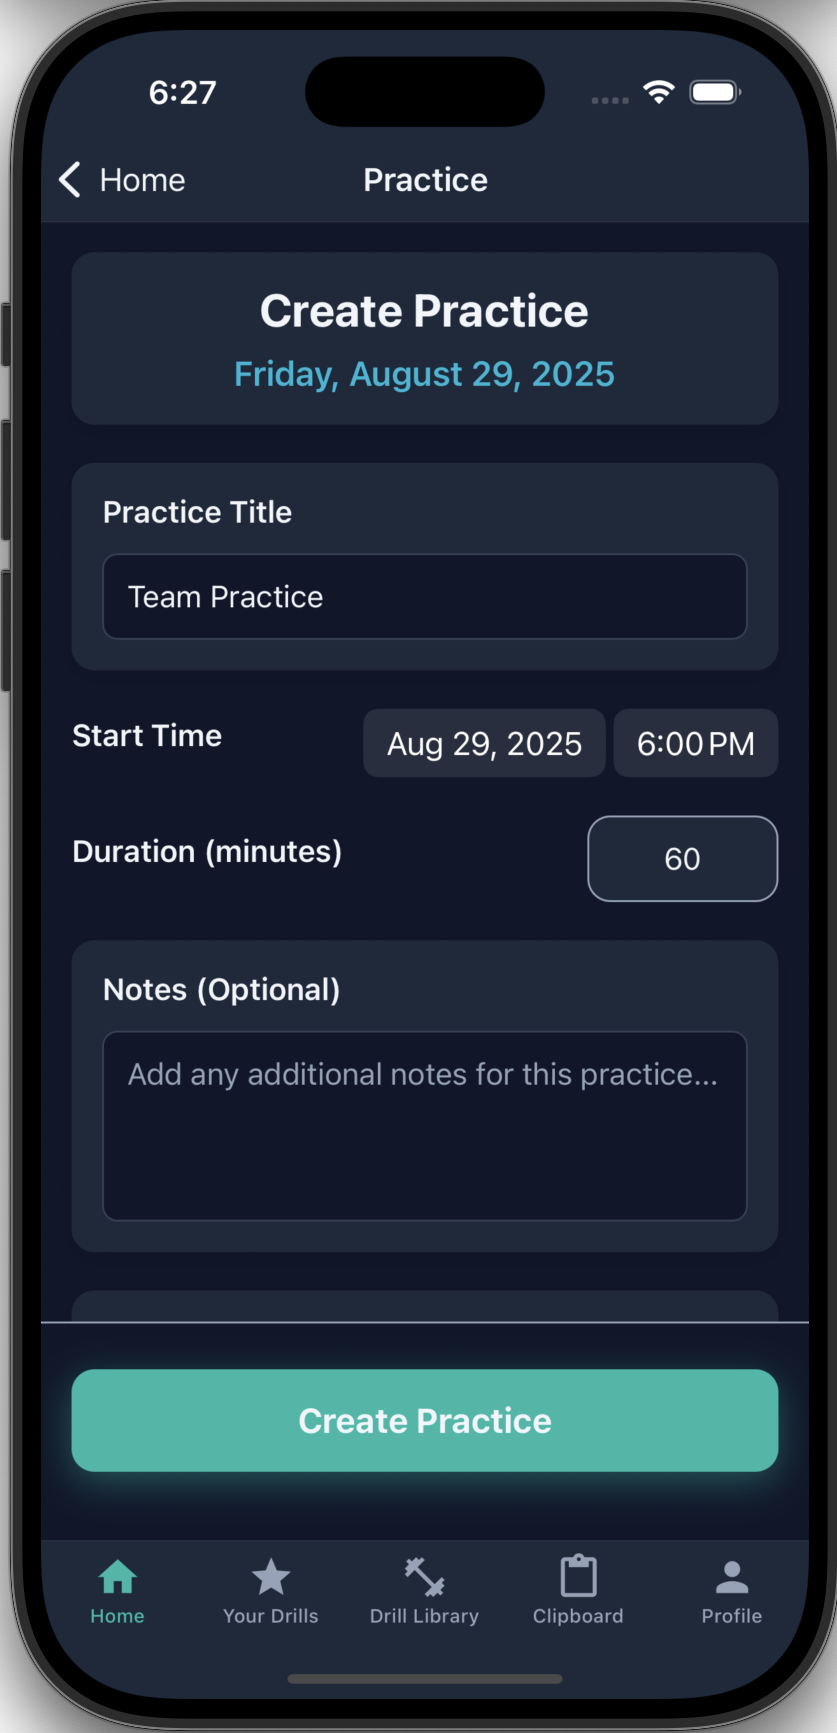 6:27
Home Practice
Create Practice
Friday, August 29, 2025
Practice Title
Team Practice
Start Time Aug 29, 2025 6:00 PM
Duration (minutes) 60
Notes (Optional)
Add any additional notes for this practice...
Create Practice
Home Your Drills Drill Library Clipboard Profile